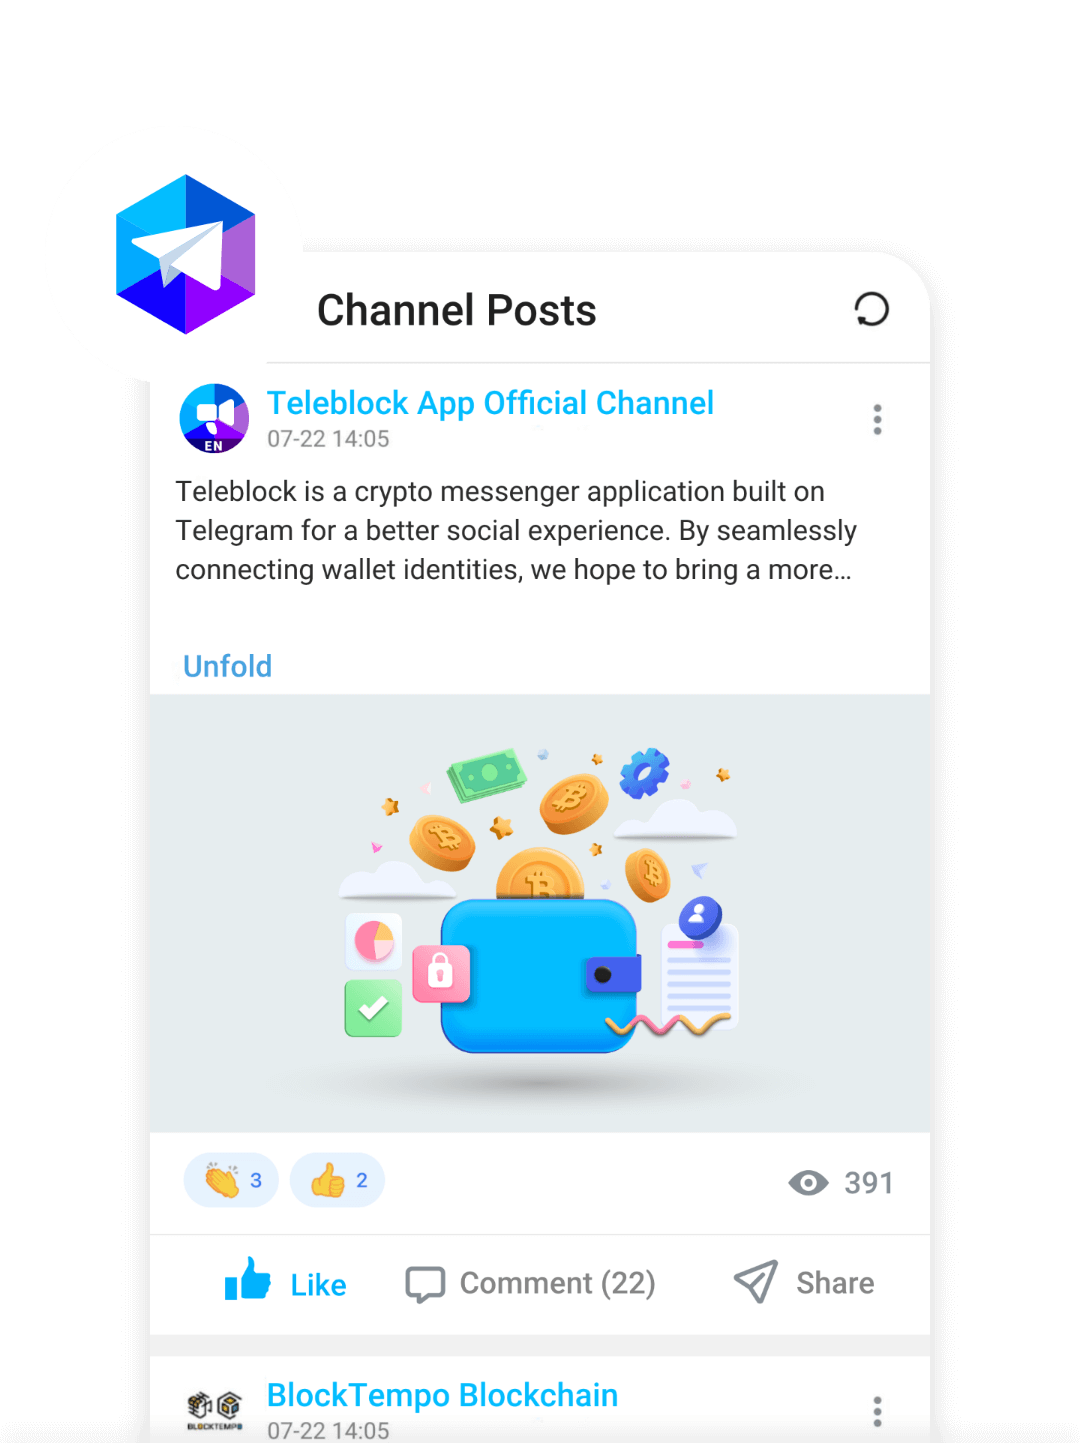 Channel Posts
Teleblock App Official Channel
EN
07-22 14:05
Teleblock is a crypto messenger application built on
Telegram for a better social experience. By seamlessly
connecting wallet identities, we hope to bring a more…
Unfold
3 2 391
Like Comment (22) Share
BlockTempo Blockchain
BLOCKTEMPO
07-22 14:05